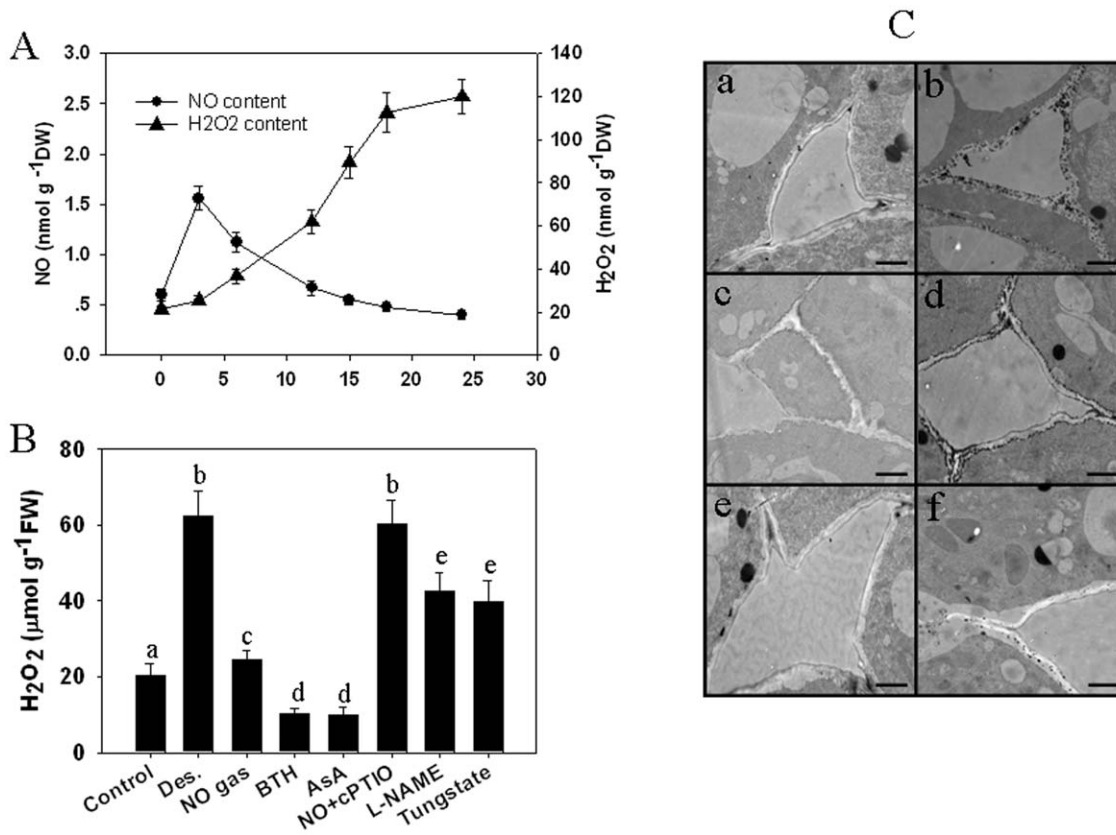 A
C
3.0
2.5
2.0
1.5
1.0
.5
0.0
NO (nmol g -1DW)
NO content
H2O2 content
140
120
100
80
60
40
20
0
H2O2 (nmol g -1DW)
0 5 10 15 20 25 30
B
80
60
40
20
0
H2O2 (μmol g-1FW)
a
b
c
d
d
b
e
e
Control
Des.
NO gas
BTH
AsA
NO+cPTIO
L-NAME
Tungstate
a
b
c
d
e
f